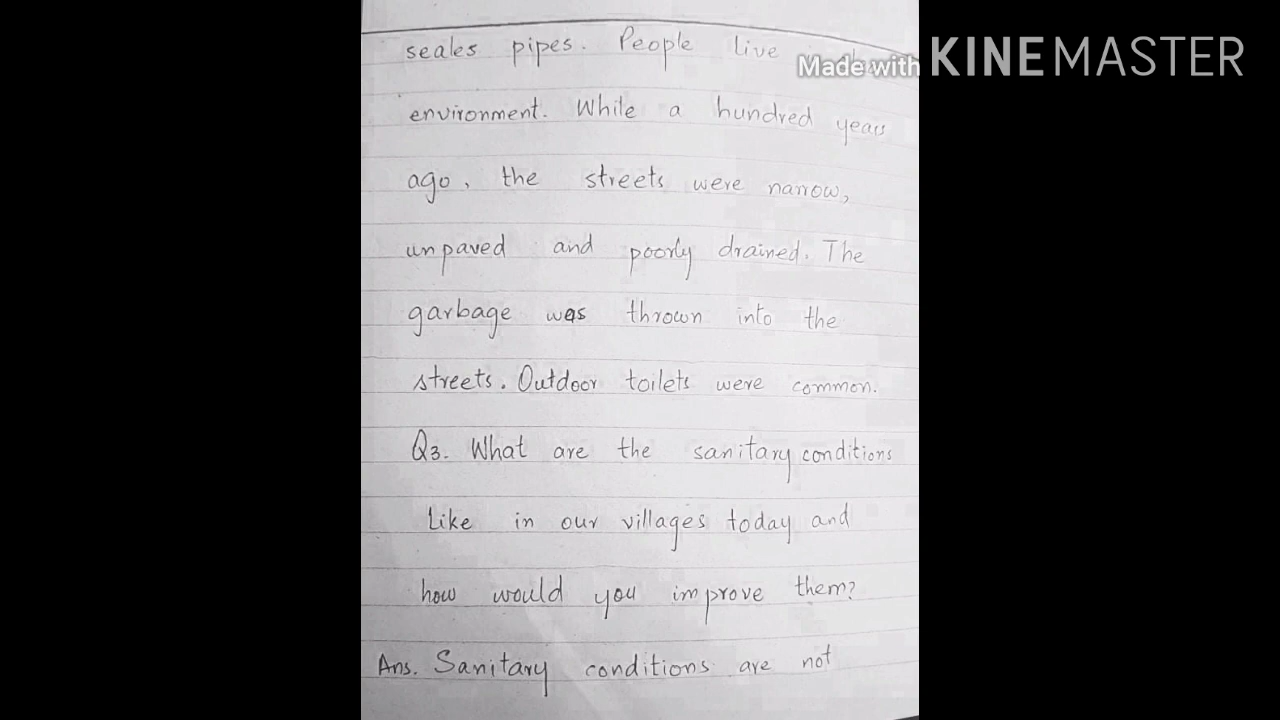 seales pipes. People live
Made with KINEMASTER
environment. While a hundred years
ago, the streets were narrow,
unpaved and poorly drained. The
garbage was thrown into the
streets. Outdoor toilets were common.
Q3. What are the sanitary conditions
like in our villages today and
how would you improve them?
Ans. Sanitary conditions are not